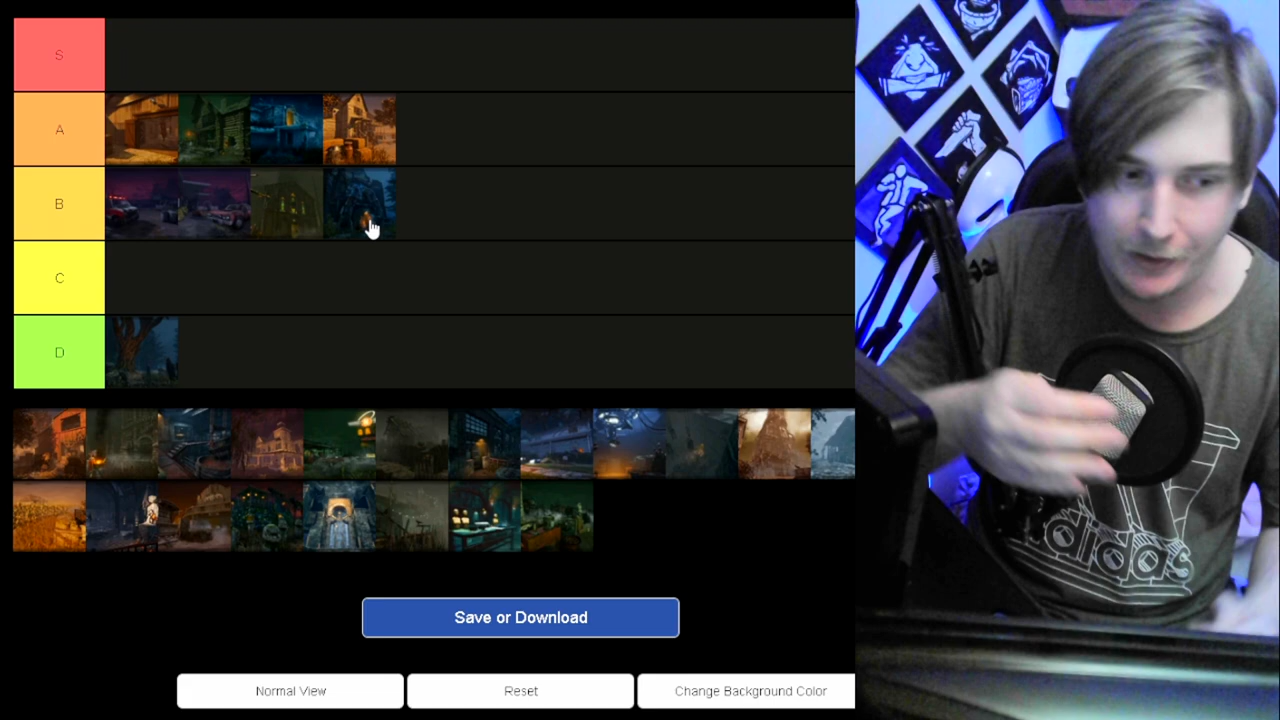 S
A
B
C
D
Save or Download
Normal View
Reset
Change Background Color
adidas